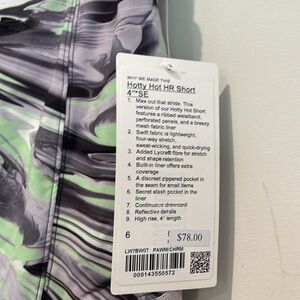 WHY WE MADE THIS
Hotty Hot HR Short
4"*SE
1. Max out that stride. This
version of our Hotty Hot Short
features a ribbed waistband,
perforated panels, and a breezy
mesh fabric liner
2. Swift fabric is lightweight,
four-way stretch,
sweat-wicking, and quick-drying
3. Added Lycra® fibre for stretch
and shape retention
4. Built-in liner offers extra
coverage
5. A discreet zippered pocket in
the seam for small items
6. Secret stash pocket in the
liner
7. Continuous drawcord
8. Reflective details
9. High rise, 4" length
6
$78.00
LW7BW0T PAWM/CHRM
000143550572